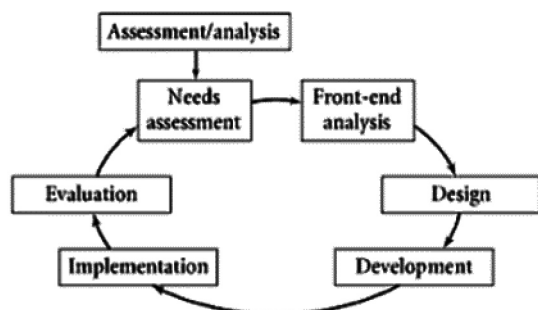 Assessment/analysis
Needs
assessment
Front-end
analysis
Evaluation
Design
Implementation
Development